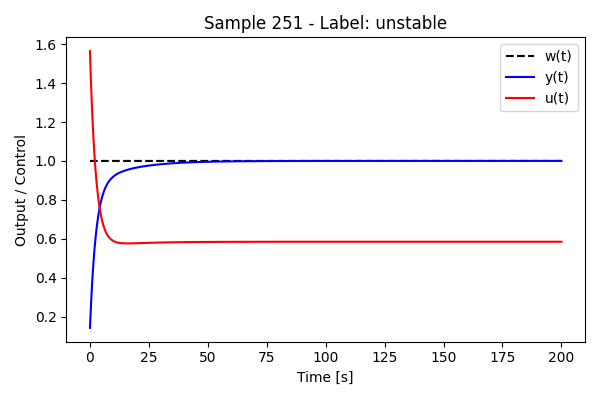 Sample 251 - Label: unstable
Output / Control
1.6
1.4
1.2
1.0
0.8
0.6
0.4
0.2
w(t)
y(t)
u(t)
0 25 50 75 100 125 150 175 200
Time [s]